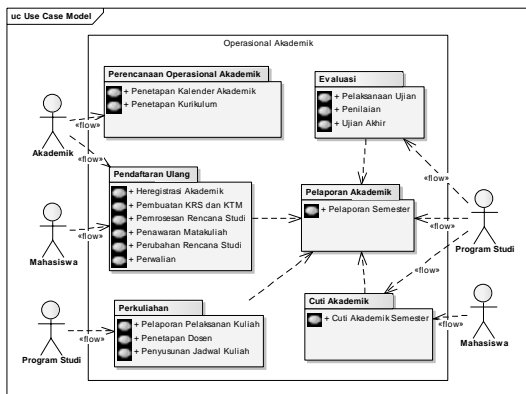 uc Use Case Model
Operasional Akademik
Perencanaan Operasional Akademik
+ Penetapan Kalender Akademik
+ Penetapan Kurikulum
Evaluasi
+ Pelaksanaan Ujian
+ Penilaian
+ Ujian Akhir
Akademik
«flow»
«flow»
Pendaftaran Ulang
+ Heregistrasi Akademik
+ Pembuatan KRS dan KTM
+ Pemrosesan Rencana Studi
+ Penawaran Matakuliah
+ Perubahan Rencana Studi
+ Perwalian
Mahasiswa
«flow»
Pelaporan Akademik
+ Pelaporan Semester
«flow»
«flow»
«flow»
Program Studi
Perkuliahan
+ Pelaporan Pelaksanan Kuliah
+ Penetapan Dosen
+ Penyusunan Jadwal Kuliah
Program Studi
«flow»
Cuti Akademik
+ Cuti Akademik Semester
«flow»
Mahasiswa